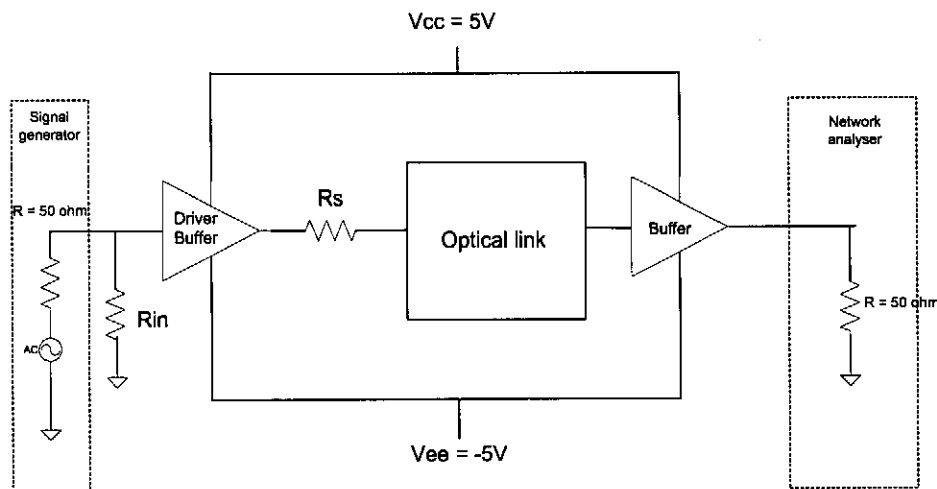 Vcc = 5V
Signal
generator
Network
analyser
R = 50 ohm
Driver
Buffer
Rs
Optical link
Buffer
Rin
R = 50 ohm
AC
Vee = -5V